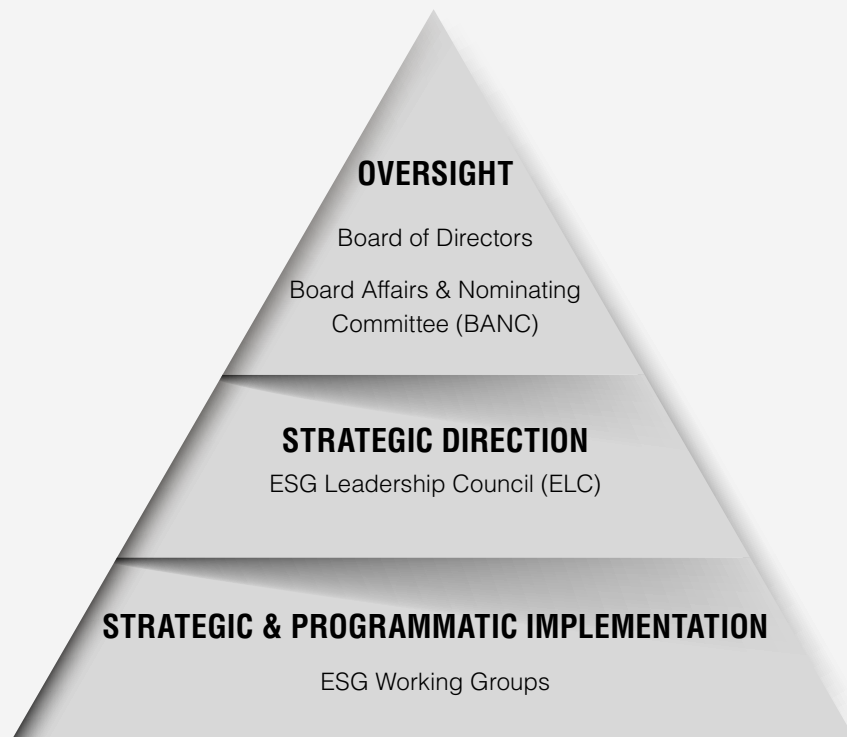 OVERSIGHT
Board of Directors
Board Affairs & Nominating
Committee (BANC)
STRATEGIC DIRECTION
ESG Leadership Council (ELC)
STRATEGIC & PROGRAMMATIC IMPLEMENTATION
ESG Working Groups